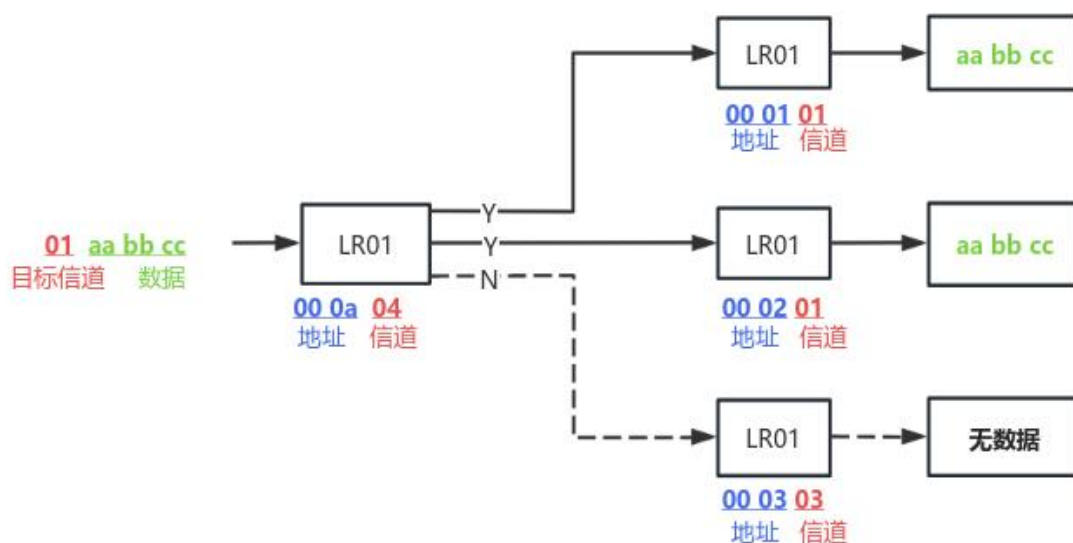 LR01
aa bb cc
00 01 01
地址 信道
Y
01 aa bb cc
目标信道 数据
LR01
Y
LR01
aa bb cc
N
00 0a 04
地址 信道
00 02 01
地址 信道
LR01
无数据
00 03 03
地址 信道